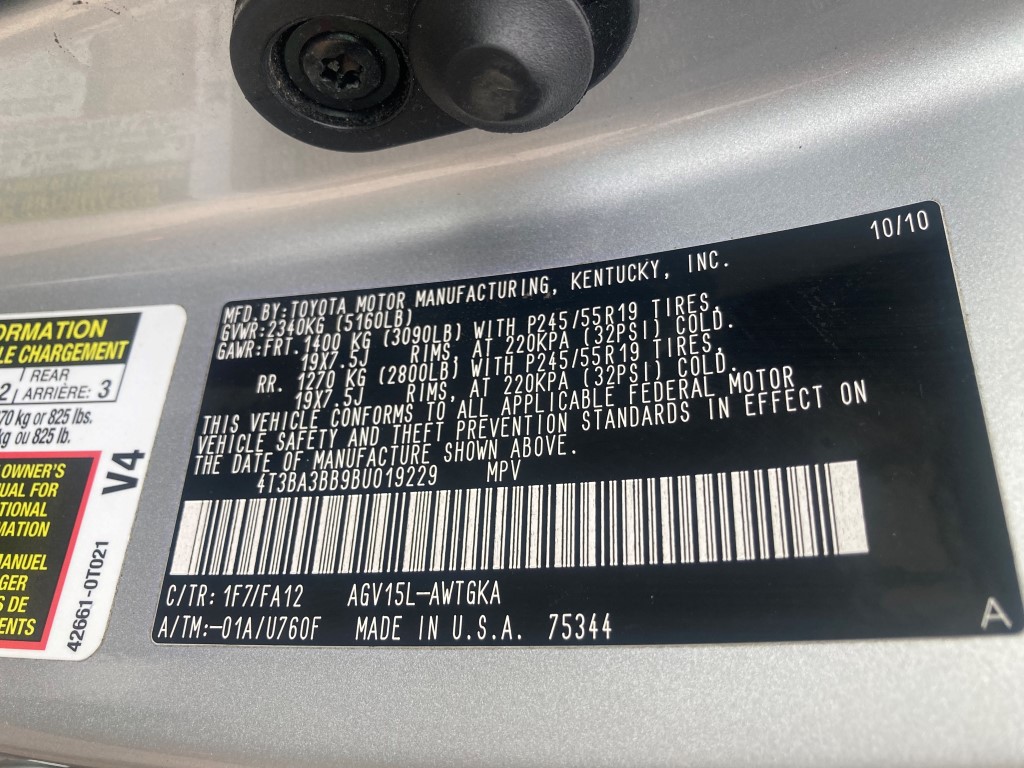 10/10
MFD.BY:TOYOTA MOTOR MANUFACTURING, KENTUCKY, INC.
GVWR:2340KG (5160LB)
GAWR:FRT.1400 KG (3090LB) WITH P245/55R19 TIRES,
19X7.5J RIMS, AT 220KPA (32PSI) COLD.
RR. 1270 KG (2800LB) WITH P245/55R19 TIRES,
19X7.5J RIMS, AT 220KPA (32PSI) COLD.
THIS VEHICLE CONFORMS TO ALL APPLICABLE FEDERAL MOTOR
VEHICLE SAFETY AND THEFT PREVENTION STANDARDS IN EFFECT ON
THE DATE OF MANUFACTURE SHOWN ABOVE.
4T3BA3BB9BU019229 MPV
C/TR: 1F7/FA12 AGV15L-AWTGKA
A/TM:-01A/U760F MADE IN U.S.A. 75344
A
ORMATION
LE CHARGEMENT
2 REAR
ARRIÈRE: 3
70 kg or 825 lbs.
kg ou 825 lb.
OWNER'S
UAL FOR
TIONAL
MATION
MANUEL
GER
S DE
ENTS
V4
42661-0T021